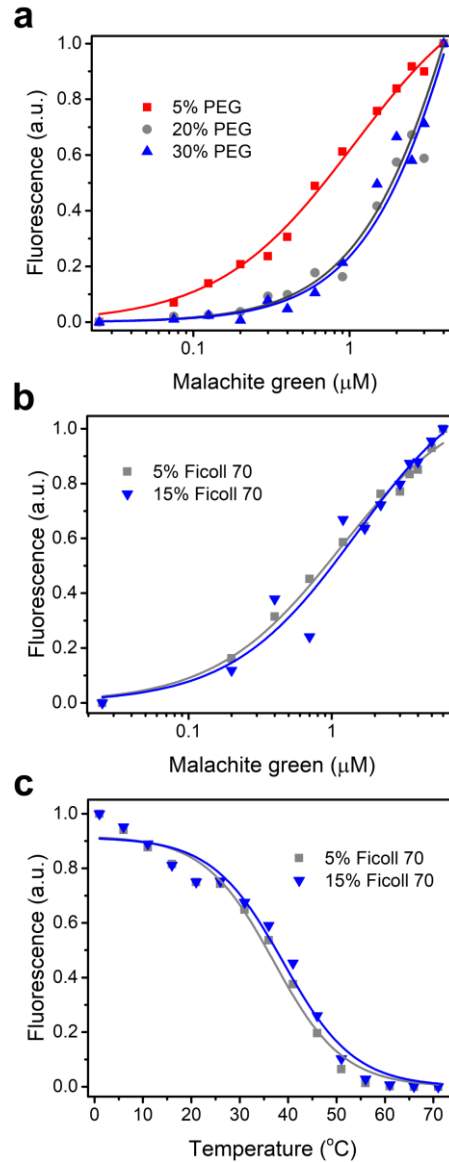 a
Fluorescence (a.u.)
1.0
0.8
0.6
0.4
0.2
0.0
5% PEG
20% PEG
30% PEG
0.1
1
Malachite green (μM)
b
Fluorescence (a.u.)
1.0
0.8
0.6
0.4
0.2
0.0
5% Ficoll 70
15% Ficoll 70
0.1
1
Malachite green (μM)
c
Fluorescence (a.u.)
1.0
0.8
0.6
0.4
0.2
0.0
5% Ficoll 70
15% Ficoll 70
0 10 20 30 40 50 60 70
Temperature (°C)